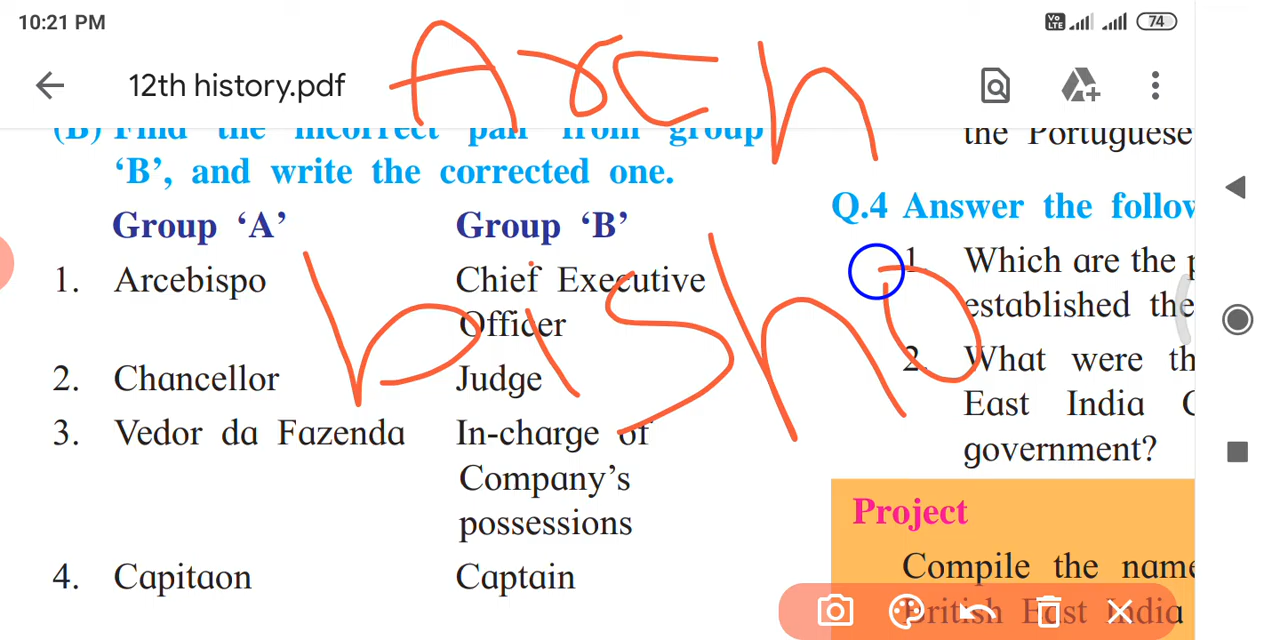 10:21 PM
Vo LTE 74
12th history.pdf
Arch
(B) Find the incorrect pair from group
'B', and write the corrected one.
Group 'A' Group 'B'
1. Arcebispo Chief Executive
Officer
2. Chancellor Judge
3. Vedor da Fazenda In-charge of
Company's
possessions
4. Capitaon Captain
bisho
the Portuguese
Q.4 Answer the follow
1. Which are the p
established the
2. What were th
East India C
government?
Project
Compile the name
British East India